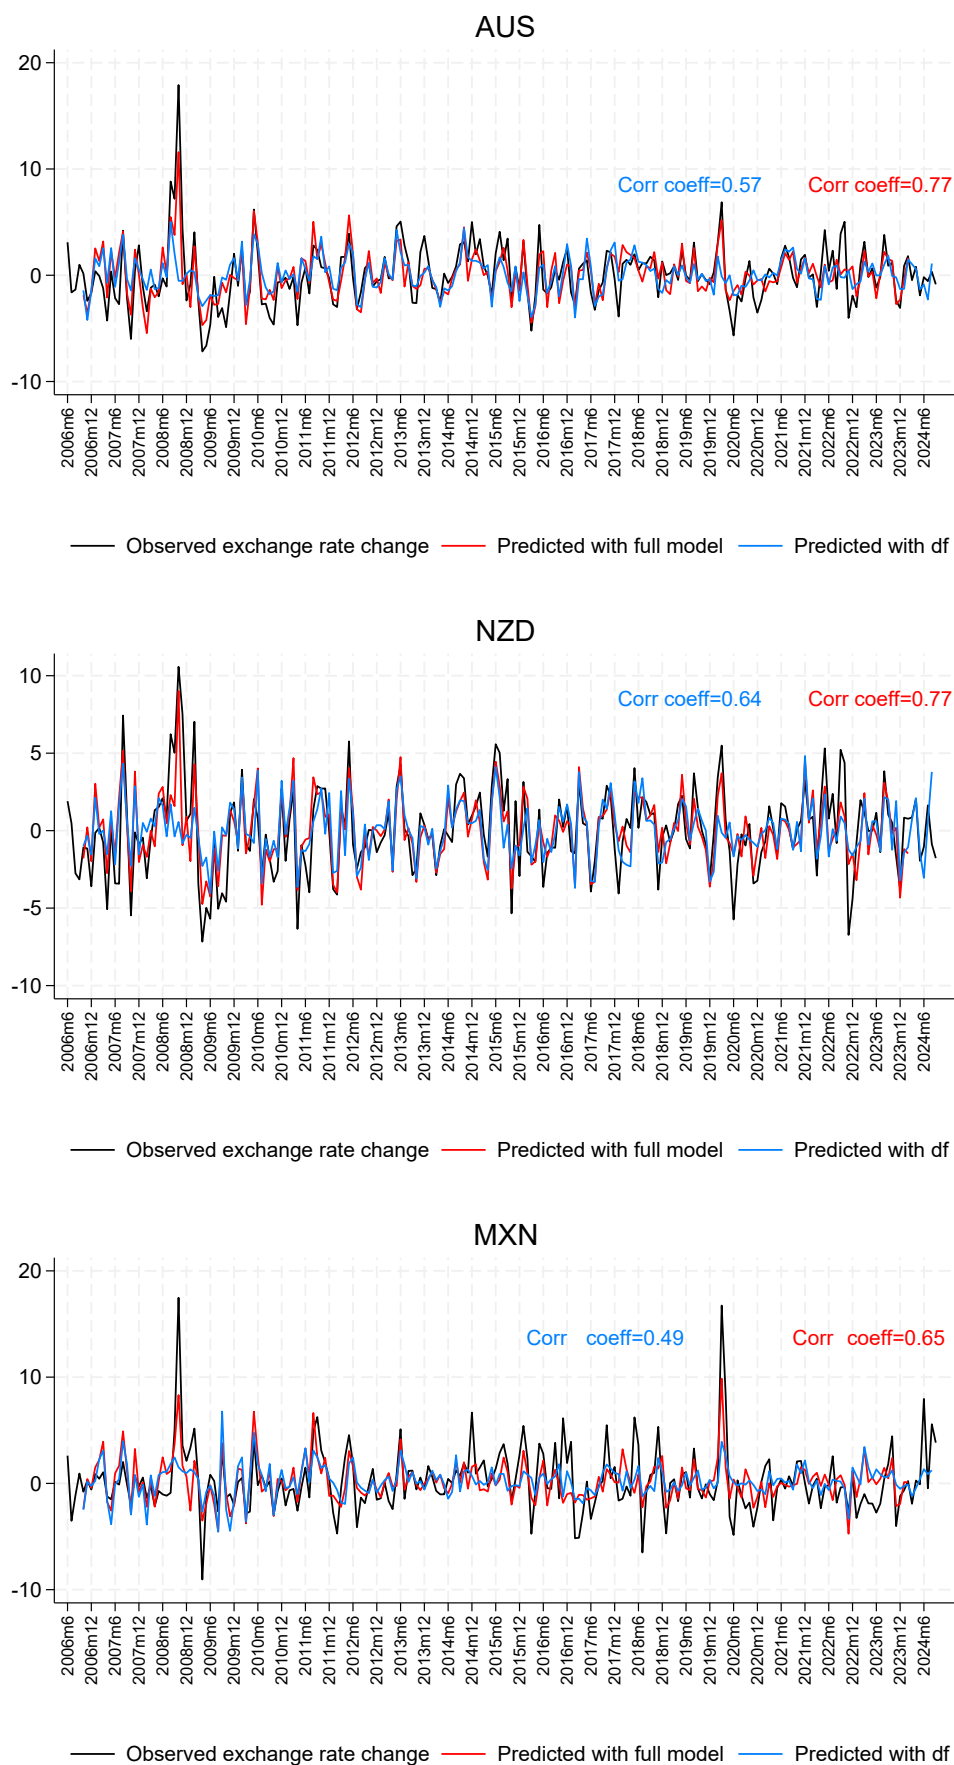 AUS
20
10
0
-10
Corr coeff=0.57 Corr coeff=0.77
2006m6 2006m12 2007m6 2007m12 2008m6 2008m12 2009m6 2009m12 2010m6 2010m12 2011m6 2011m12 2012m6 2012m12 2013m6 2013m12 2014m6 2014m12 2015m6 2015m12 2016m6 2016m12 2017m6 2017m12 2018m6 2018m12 2019m6 2019m12 2020m6 2020m12 2021m6 2021m12 2022m6 2022m12 2023m6 2023m12 2024m6
Observed exchange rate change Predicted with full model Predicted with df
NZD
10
5
0
-5
-10
Corr coeff=0.64 Corr coeff=0.77
2006m6 2006m12 2007m6 2007m12 2008m6 2008m12 2009m6 2009m12 2010m6 2010m12 2011m6 2011m12 2012m6 2012m12 2013m6 2013m12 2014m6 2014m12 2015m6 2015m12 2016m6 2016m12 2017m6 2017m12 2018m6 2018m12 2019m6 2019m12 2020m6 2020m12 2021m6 2021m12 2022m6 2022m12 2023m6 2023m12 2024m6
Observed exchange rate change Predicted with full model Predicted with df
MXN
20
10
0
-10
Corr coeff=0.49 Corr coeff=0.65
2006m6 2006m12 2007m6 2007m12 2008m6 2008m12 2009m6 2009m12 2010m6 2010m12 2011m6 2011m12 2012m6 2012m12 2013m6 2013m12 2014m6 2014m12 2015m6 2015m12 2016m6 2016m12 2017m6 2017m12 2018m6 2018m12 2019m6 2019m12 2020m6 2020m12 2021m6 2021m12 2022m6 2022m12 2023m6 2023m12 2024m6
Observed exchange rate change Predicted with full model Predicted with df